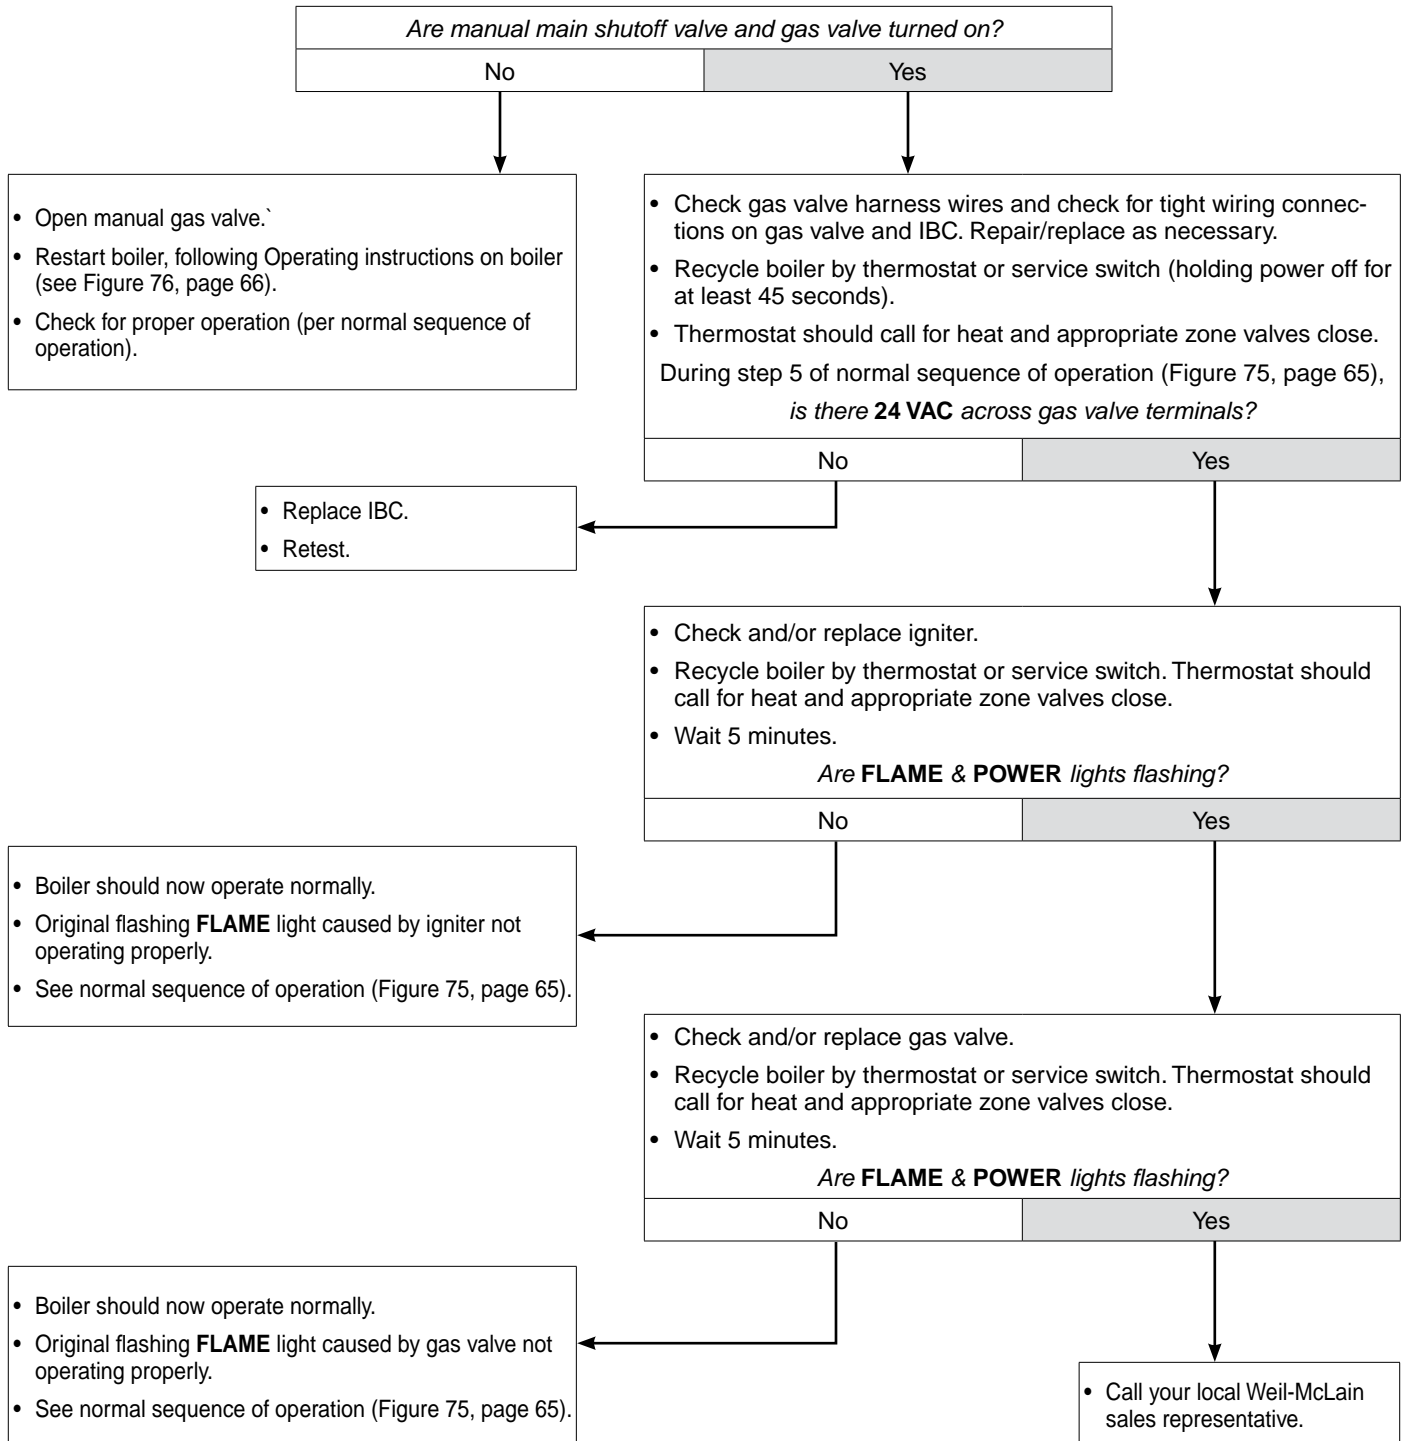 Are manual main shutoff valve and gas valve turned on?
No
Yes
• Open manual gas valve.`
• Restart boiler, following Operating instructions on boiler
(see Figure 76, page 66).
• Check for proper operation (per normal sequence of
operation).
• Check gas valve harness wires and check for tight wiring connec-
tions on gas valve and IBC. Repair/replace as necessary.
• Recycle boiler by thermostat or service switch (holding power off for
at least 45 seconds).
• Thermostat should call for heat and appropriate zone valves close.
During step 5 of normal sequence of operation (Figure 75, page 65),
is there 24 VAC across gas valve terminals?
No
Yes
• Replace IBC.
• Retest.
• Check and/or replace igniter.
• Recycle boiler by thermostat or service switch. Thermostat should
call for heat and appropriate zone valves close.
• Wait 5 minutes.
Are FLAME & POWER lights flashing?
No
Yes
• Boiler should now operate normally.
• Original flashing FLAME light caused by igniter not
operating properly.
• See normal sequence of operation (Figure 75, page 65).
• Check and/or replace gas valve.
• Recycle boiler by thermostat or service switch. Thermostat should
call for heat and appropriate zone valves close.
• Wait 5 minutes.
Are FLAME & POWER lights flashing?
No
Yes
• Boiler should now operate normally.
• Original flashing FLAME light caused by gas valve not
operating properly.
• See normal sequence of operation (Figure 75, page 65).
• Call your local Weil-McLain
sales representative.